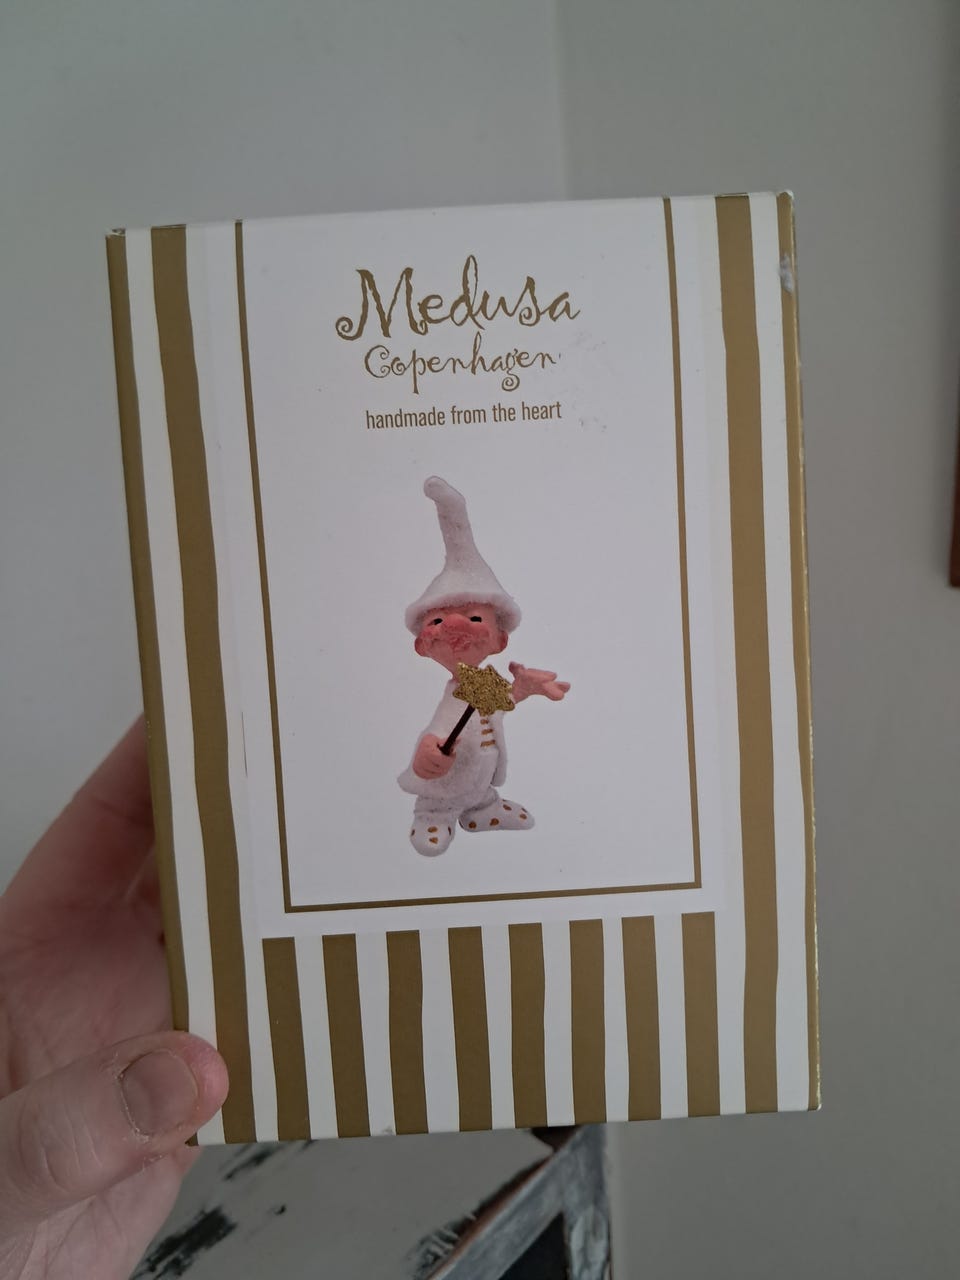 Medusa
Copenhagen
handmade from the heart